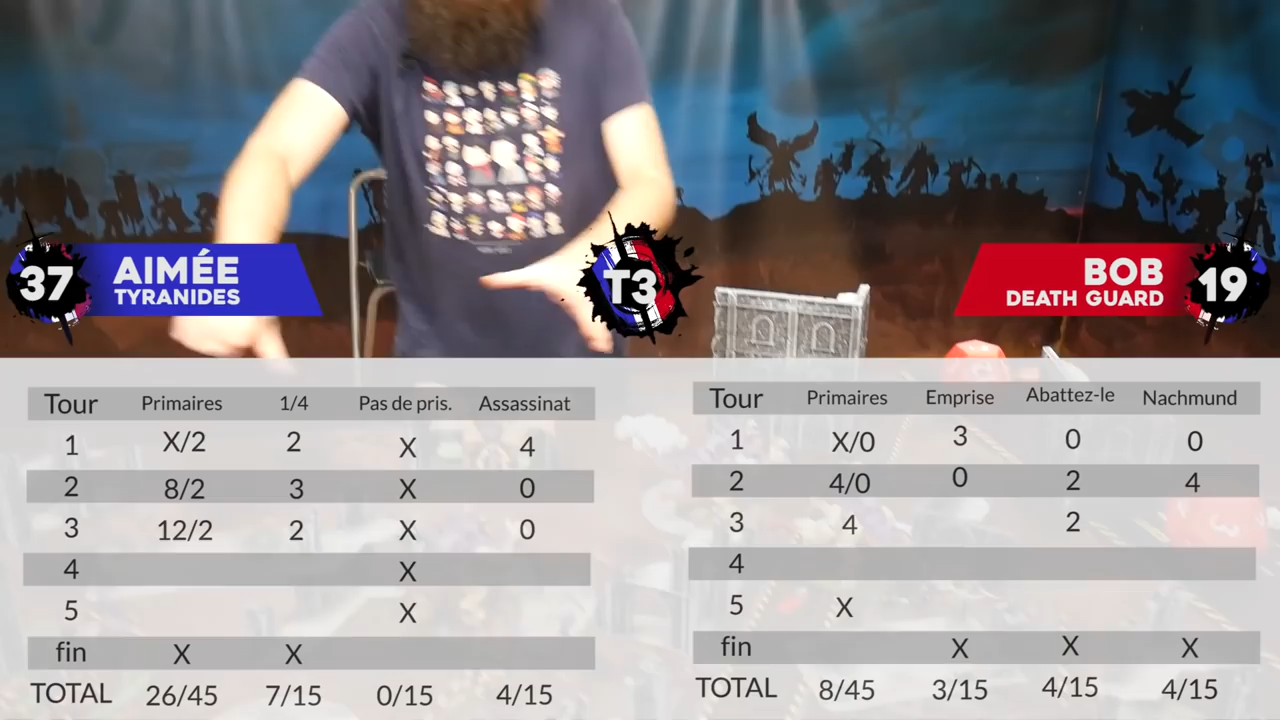 37 AIMÉE
TYRANIDES
T3
BOB 19
DEATH GUARD
Tour Primaires 1/4 Pas de pris. Assassinat
1 X/2 2 X 4
2 8/2 3 X 0
3 12/2 2 X 0
4 X
5 X
fin X X
TOTAL 26/45 7/15 0/15 4/15
Tour Primaires Emprise Abattez-le Nachmund
1 X/0 3 0 0
2 4/0 0 2 4
3 4 2
4
5 X
fin X X X
TOTAL 8/45 3/15 4/15 4/15